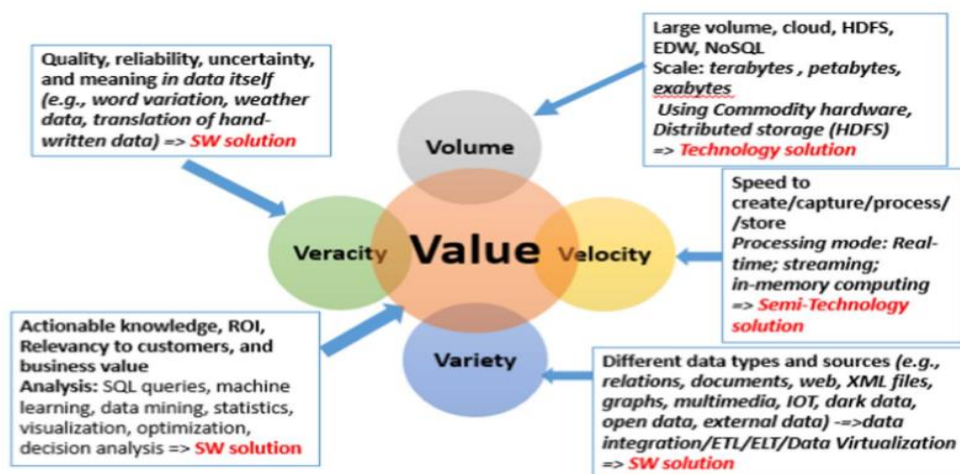 Large volume, cloud, HDFS,
EDW, NoSQL
Scale: terabytes , petabytes,
exabytes
Using Commodity hardware,
Distributed storage (HDFS)
=> Technology solution
Quality, reliability, uncertainty,
and meaning in data itself
(e.g., word variation, weather
data, translation of hand-
written data) => SW solution
Volume
Speed to
create/capture/process/
/store
Processing mode: Real-
time; streaming;
in-memory computing
=> Semi-Technology
solution
Veracity
Value
Velocity
Actionable knowledge, ROI,
Relevancy to customers, and
business value
Analysis: SQL queries, machine
learning, data mining, statistics,
visualization, optimization,
decision analysis => SW solution
Variety
Different data types and sources (e.g.,
relations, documents, web, XML files,
graphs, multimedia, IOT, dark data,
open data, external data) -=>data
integration/ETL/ELT/Data Virtualization
=> SW solution